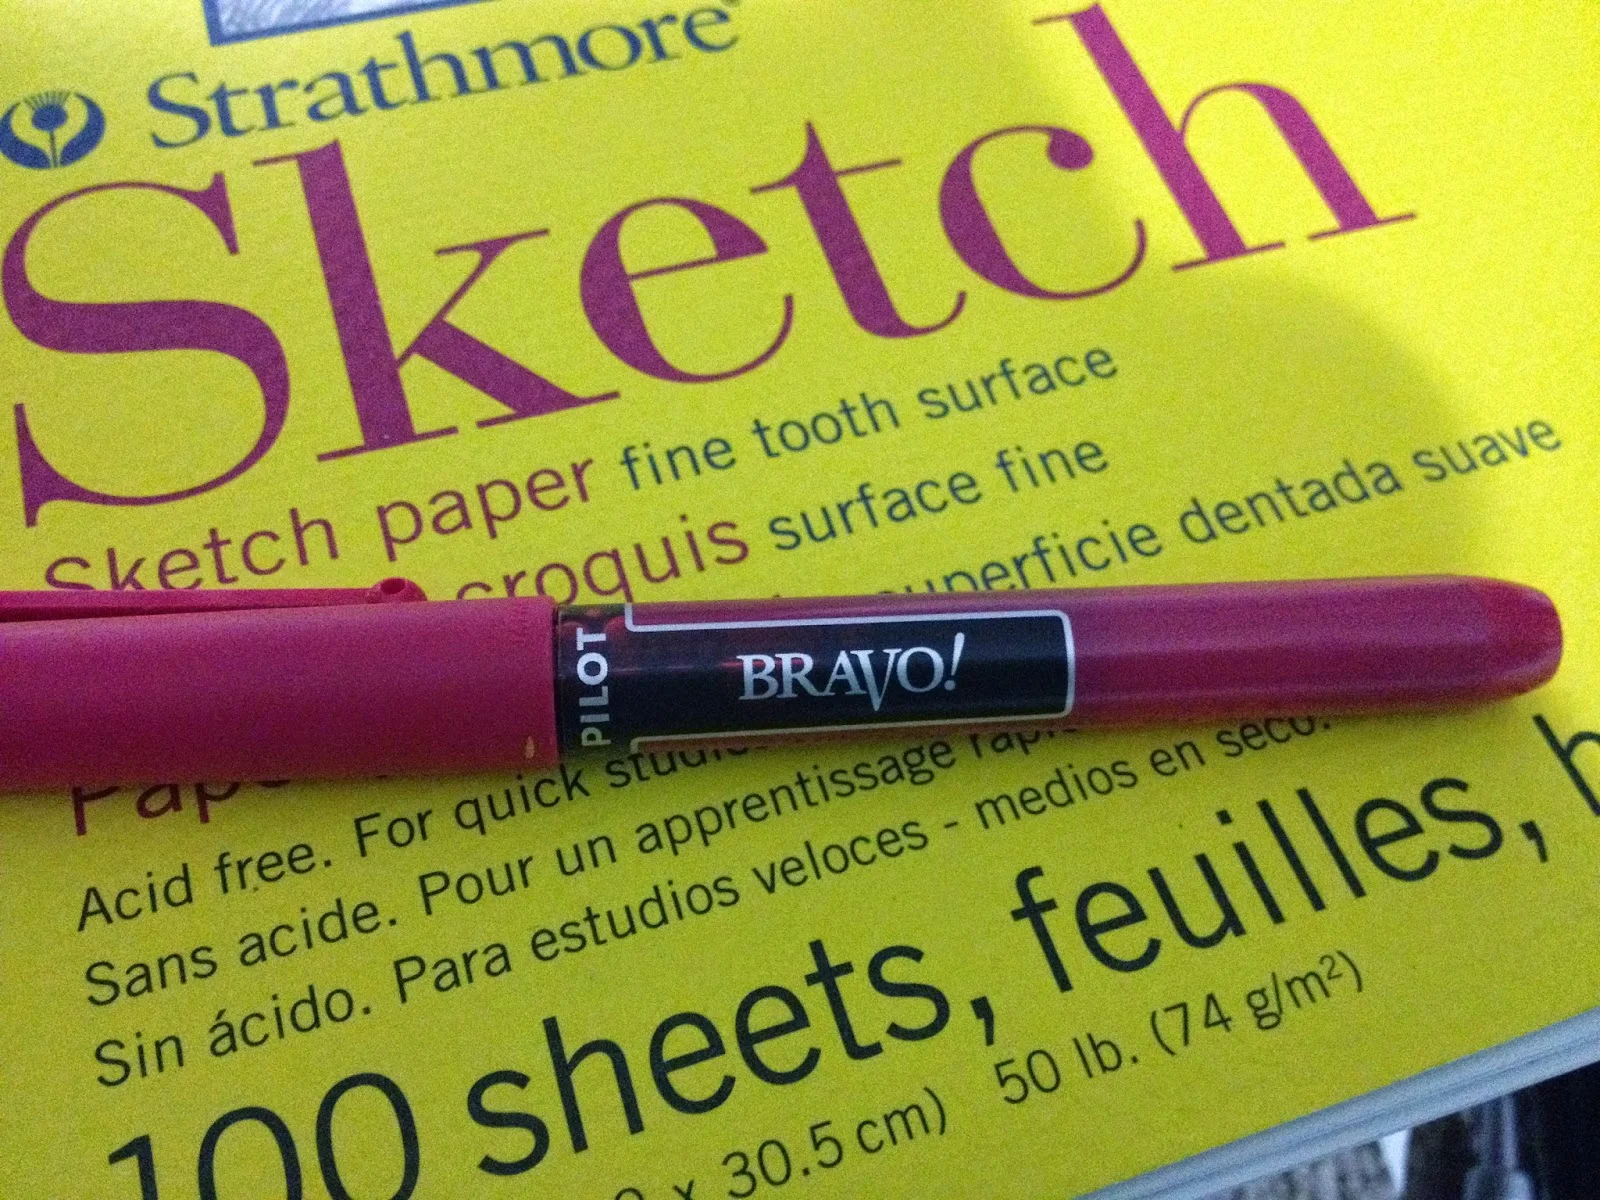 Strathmore®
Sketch
Sketch paper fine tooth surface
croquis surface fine
superficie dentada suave
PILOT
BRAVO!
Acid free. For quick
Sans acide. Pour un apprentissage
Sin ácido. Para estudios veloces - medios en seco.
100 sheets, feuilles,
x 30.5 cm) 50 lb. (74 g/m²)